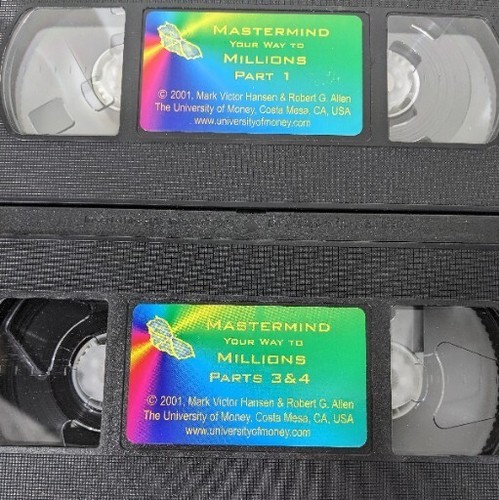 MASTERMIND
YOUR WAY TO
MILLIONS
PART 1
© 2001, Mark Victor Hansen & Robert G. Allen
The University of Money, Costa Mesa, CA, USA
www.universityofmoney.com
MASTERMIND
YOUR WAY TO
MILLIONS
PARTS 3&4
© 2001, Mark Victor Hansen & Robert G. Allen
The University of Money, Costa Mesa, CA, USA
www.universityofmoney.com